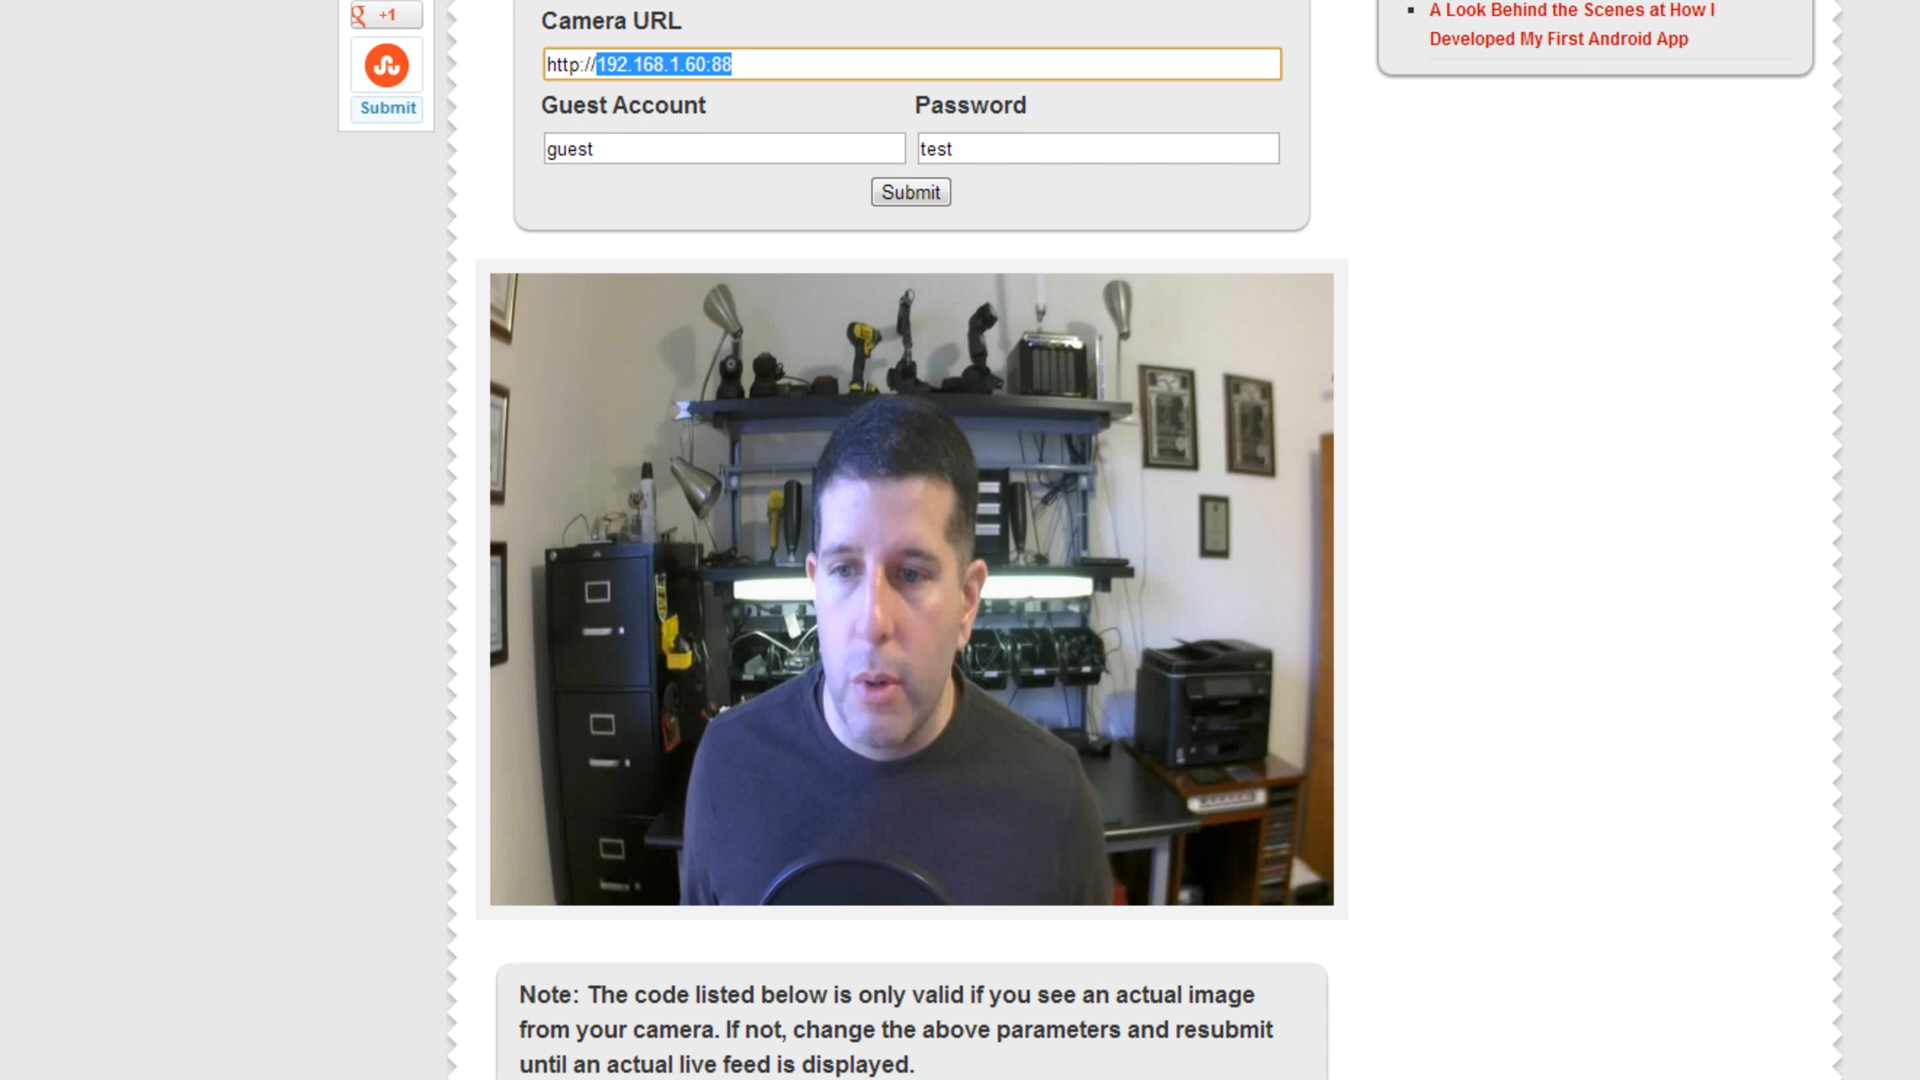 +1
Submit
Camera URL
http://192.168.1.60:88
Guest Account
Password
guest
test
Submit
Note: The code listed below is only valid if you see an actual image
from your camera. If not, change the above parameters and resubmit
until an actual live feed is displayed.
A Look Behind the Scenes at How I
Developed My First Android App